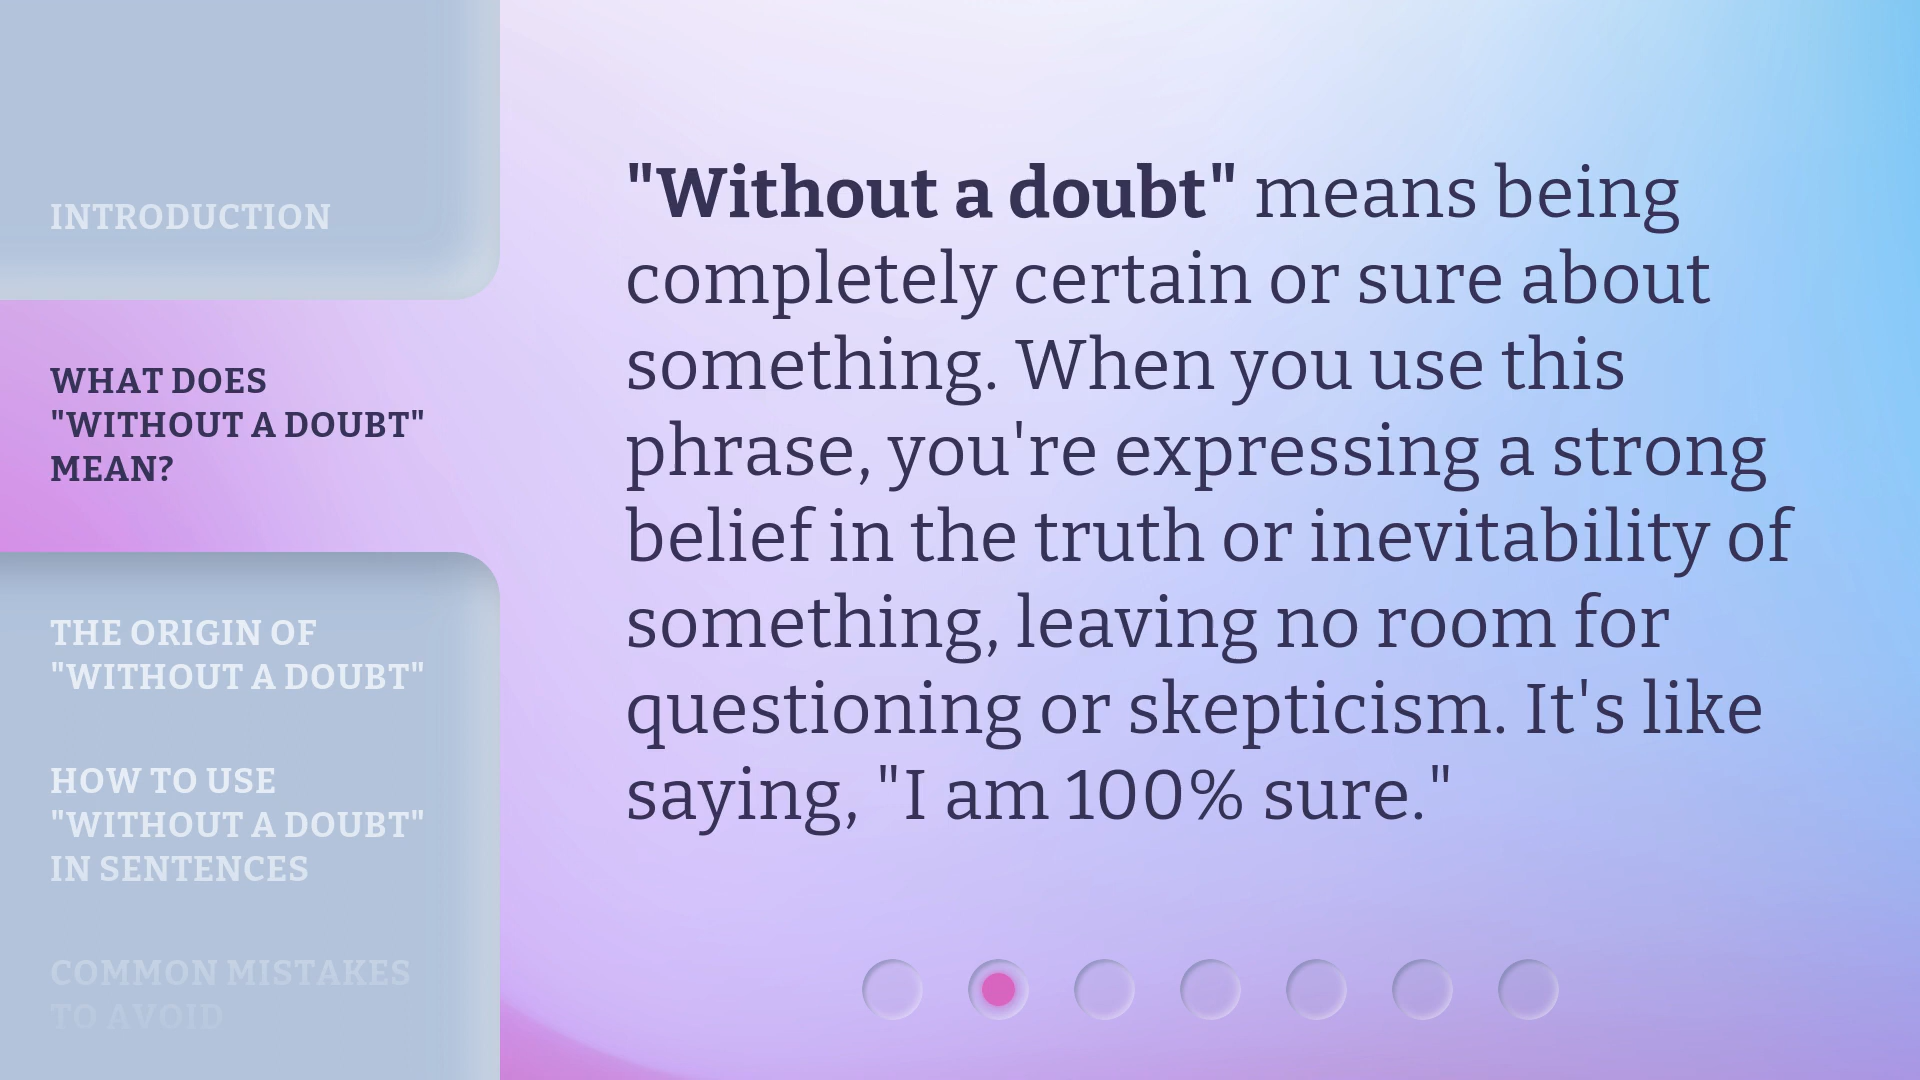 INTRODUCTION
WHAT DOES
"WITHOUT A DOUBT"
MEAN?
THE ORIGIN OF
"WITHOUT A DOUBT"
HOW TO USE
"WITHOUT A DOUBT"
IN SENTENCES
COMMON MISTAKES
TO AVOID
"Without a doubt" means being
completely certain or sure about
something. When you use this
phrase, you're expressing a strong
belief in the truth or inevitability of
something, leaving no room for
questioning or skepticism. It's like
saying, "I am 100% sure."